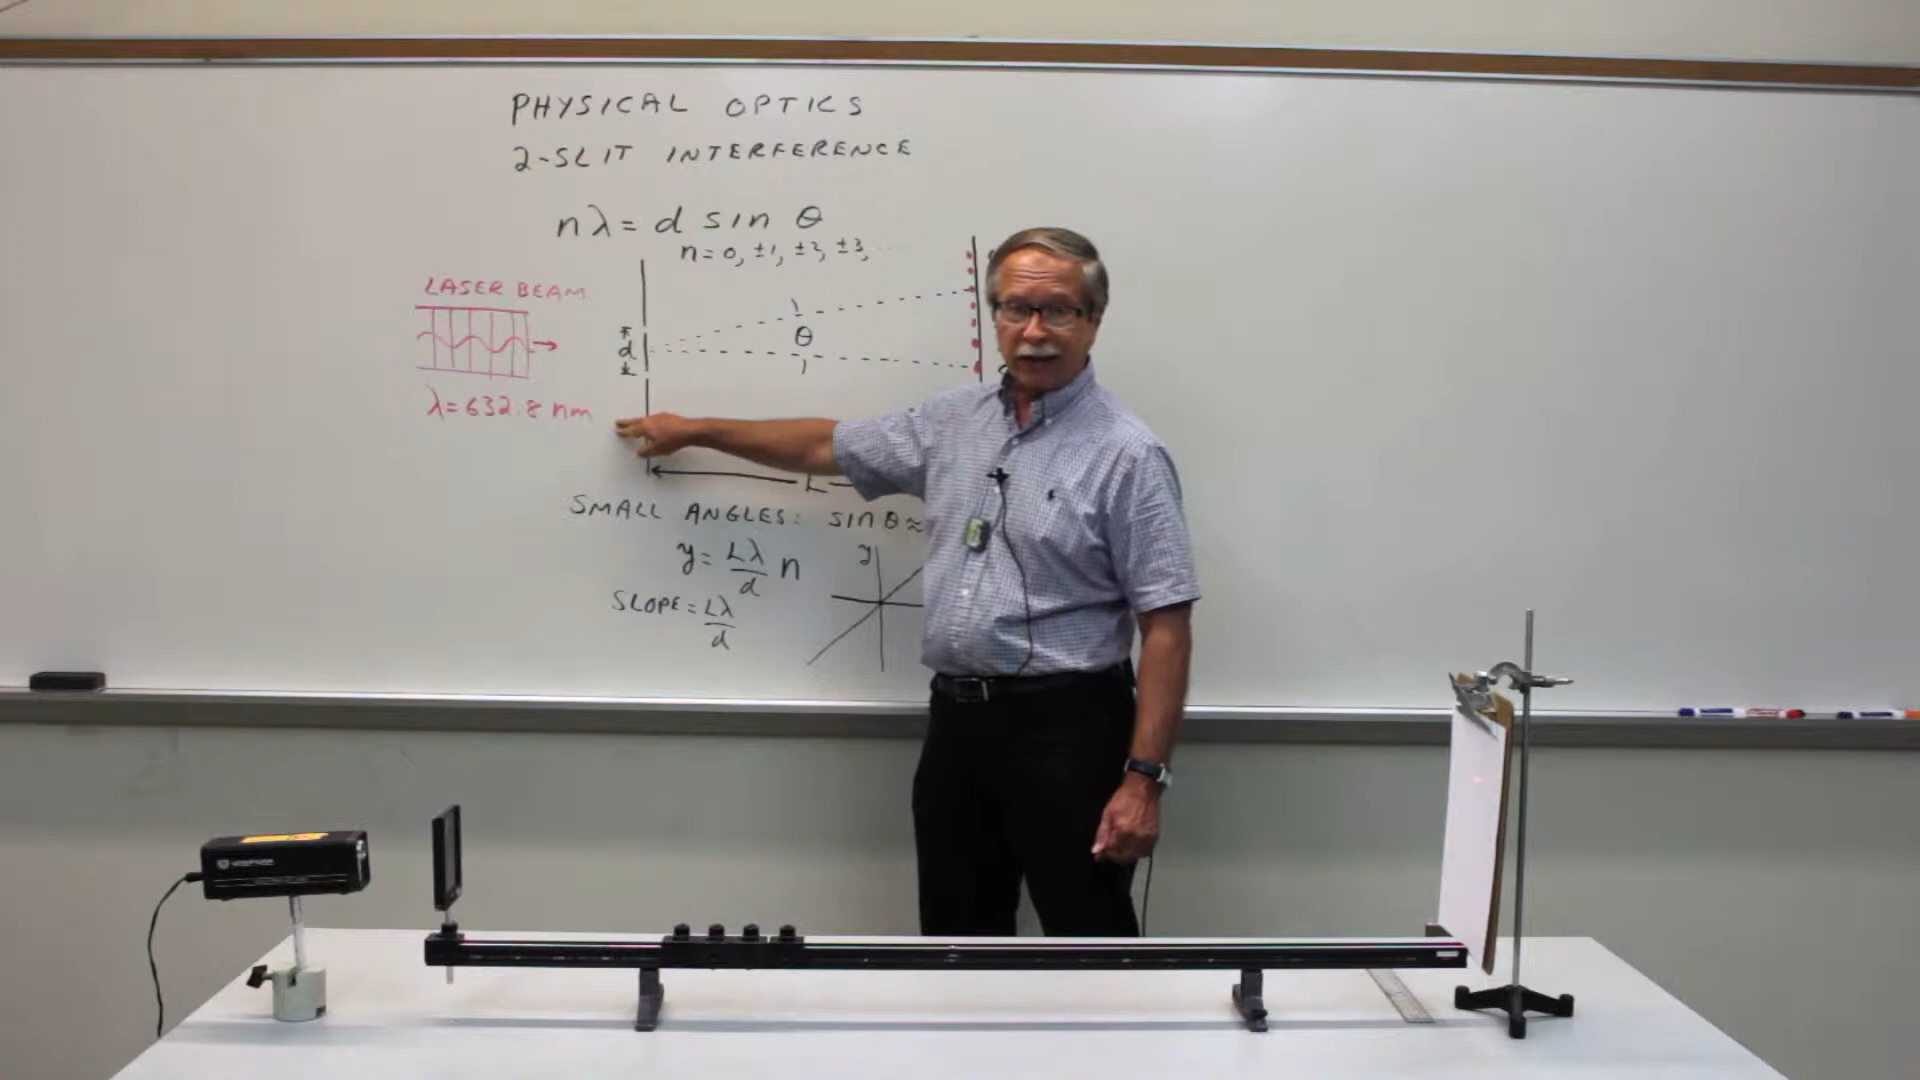 PHYSICAL OPTICS
2-SLIT INTERFERENCE
nλ = d sin θ
n = 0, ±1, ±2, ±3, ...
LASER BEAM
θ
d
λ = 632.8 nm
L
SMALL ANGLES: sin θ ≈
y = Lλ/d n
y
SLOPE = Lλ/d